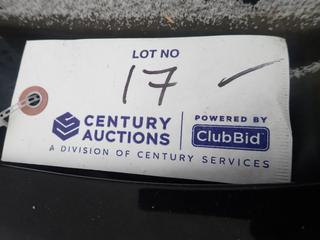 LOT NO
17
CENTURY
AUCTIONS
POWERED BY
ClubBid
A DIVISION OF CENTURY SERVICES